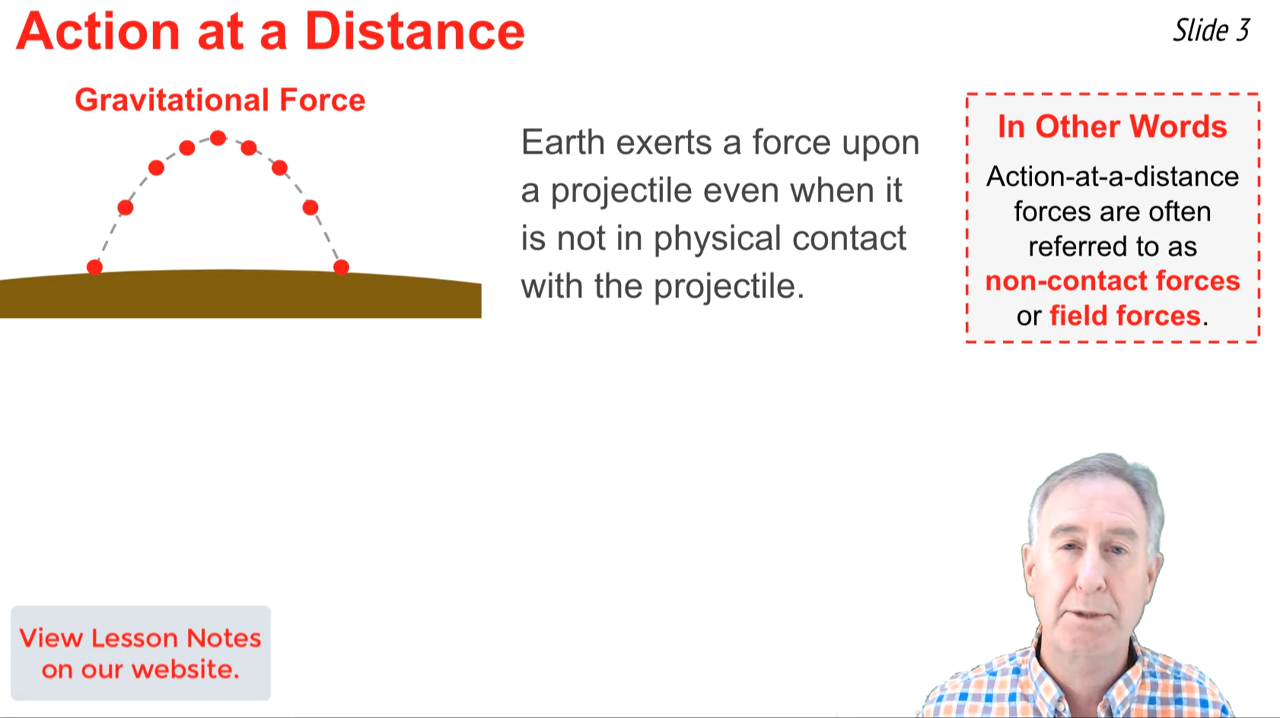 Action at a Distance
Slide 3
Gravitational Force
Earth exerts a force upon
a projectile even when it
is not in physical contact
with the projectile.
In Other Words
Action-at-a-distance
forces are often
referred to as
non-contact forces
or field forces.
View Lesson Notes
on our website.